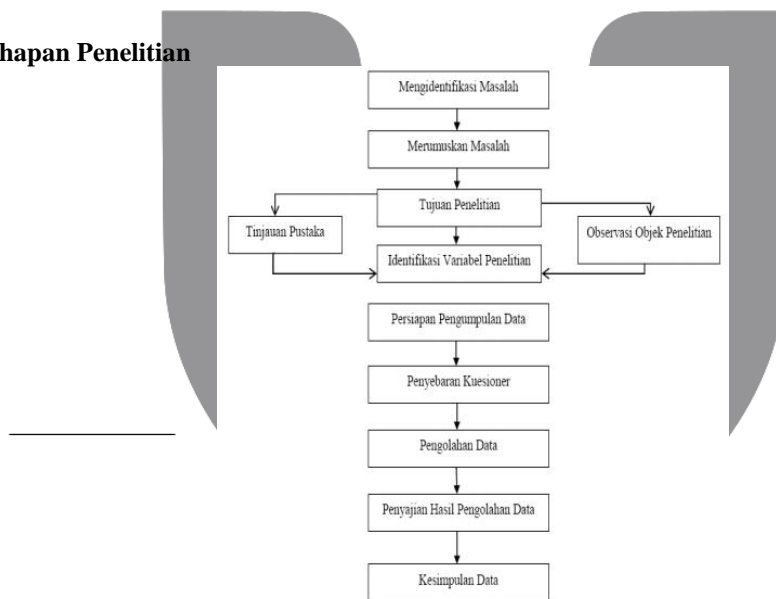 hapan Penelitian
Mengidentifikasi Masalah
Merumuskan Masalah
Tujuan Penelitian
Tinjauan Pustaka
Observasi Objek Penelitian
Identifikasi Variabel Penelitian
Persiapan Pengumpulan Data
Penyebaran Kuesioner
Pengolahan Data
Penyajian Hasil Pengolahan Data
Kesimpulan Data